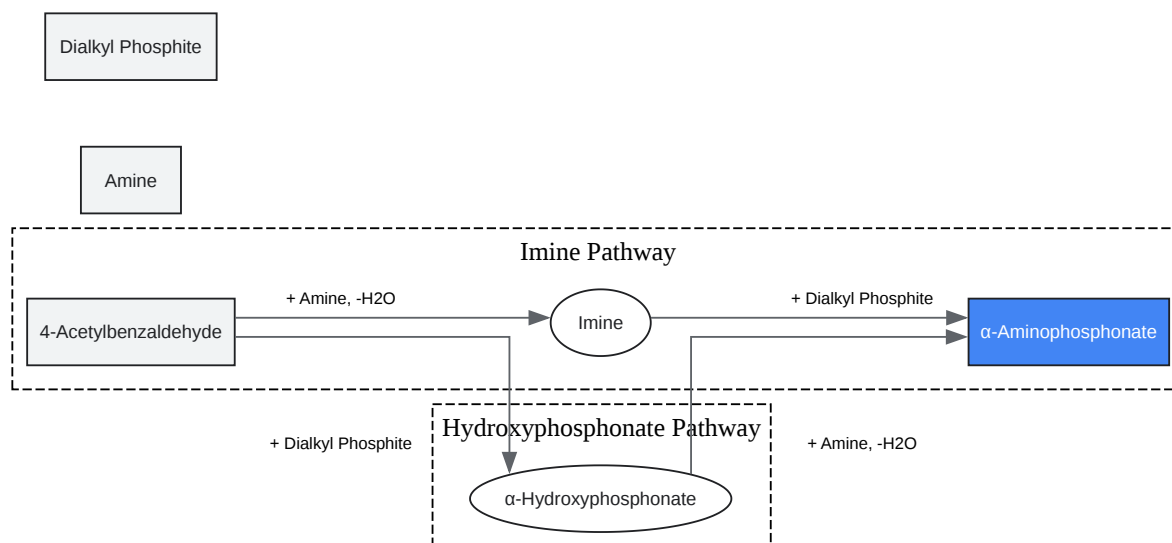 Dialkyl Phosphite
Amine
Imine Pathway
+ Amine, -H2O
+ Dialkyl Phosphite
4-Acetylbenzaldehyde
Imine
α-Aminophosphonate
Hydroxyphosphonate Pathway
+ Dialkyl Phosphite
+ Amine, -H2O
α-Hydroxyphosphonate